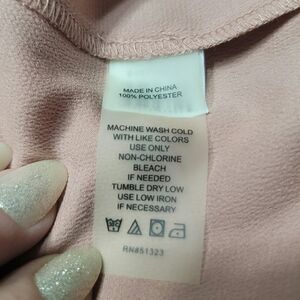 MADE IN CHINA
100% POLYESTER
MACHINE WASH COLD
WITH LIKE COLORS
USE ONLY
NON-CHLORINE
BLEACH
IF NEEDED
TUMBLE DRY LOW
USE LOW IRON
IF NECESSARY
RN#51323